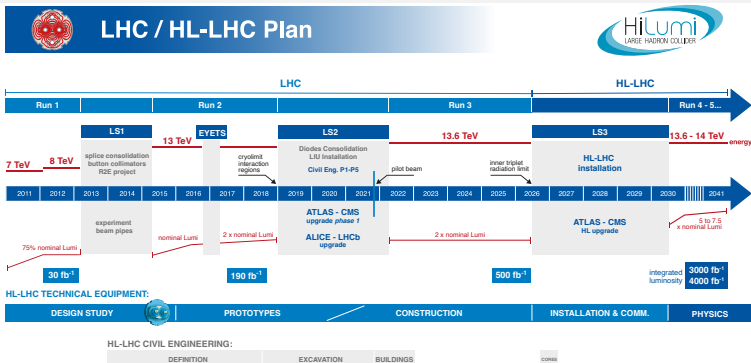 LHC / HL-LHC Plan
HiLumi
LARGE HADRON COLLIDER
LHC
HL-LHC
Run 1
Run 2
Run 3
Run 4 - 5...
LS1
EYETS
LS2
LS3
7 TeV
8 TeV
13 TeV
13.6 TeV
13.6 - 14 TeV
energy
splice consolidation
button collimators
R2E project
cryolimit
interaction
regions
Diodes Consolidation
LIU Installation
Civil Eng. P1-P5
pilot beam
inner triplet
radiation limit
HL-LHC
installation
2011 2012 2013 2014 2015 2016 2017 2018 2019 2020 2021 2022 2023 2024 2025 2026 2027 2028 2029 2030 2041
experiment
beam pipes
ATLAS - CMS
upgrade phase 1
ALICE - LHCb
upgrade
ATLAS - CMS
HL upgrade
5 to 7.5
x nominal Lumi
75% nominal Lumi
nominal Lumi
2 x nominal Lumi
2 x nominal Lumi
30 fb-1
190 fb-1
500 fb-1
integrated
luminosity
3000 fb-1
4000 fb-1
HL-LHC TECHNICAL EQUIPMENT:
DESIGN STUDY
PROTOTYPES
CONSTRUCTION
INSTALLATION & COMM.
PHYSICS
HL-LHC CIVIL ENGINEERING:
DEFINITION
EXCAVATION
BUILDINGS